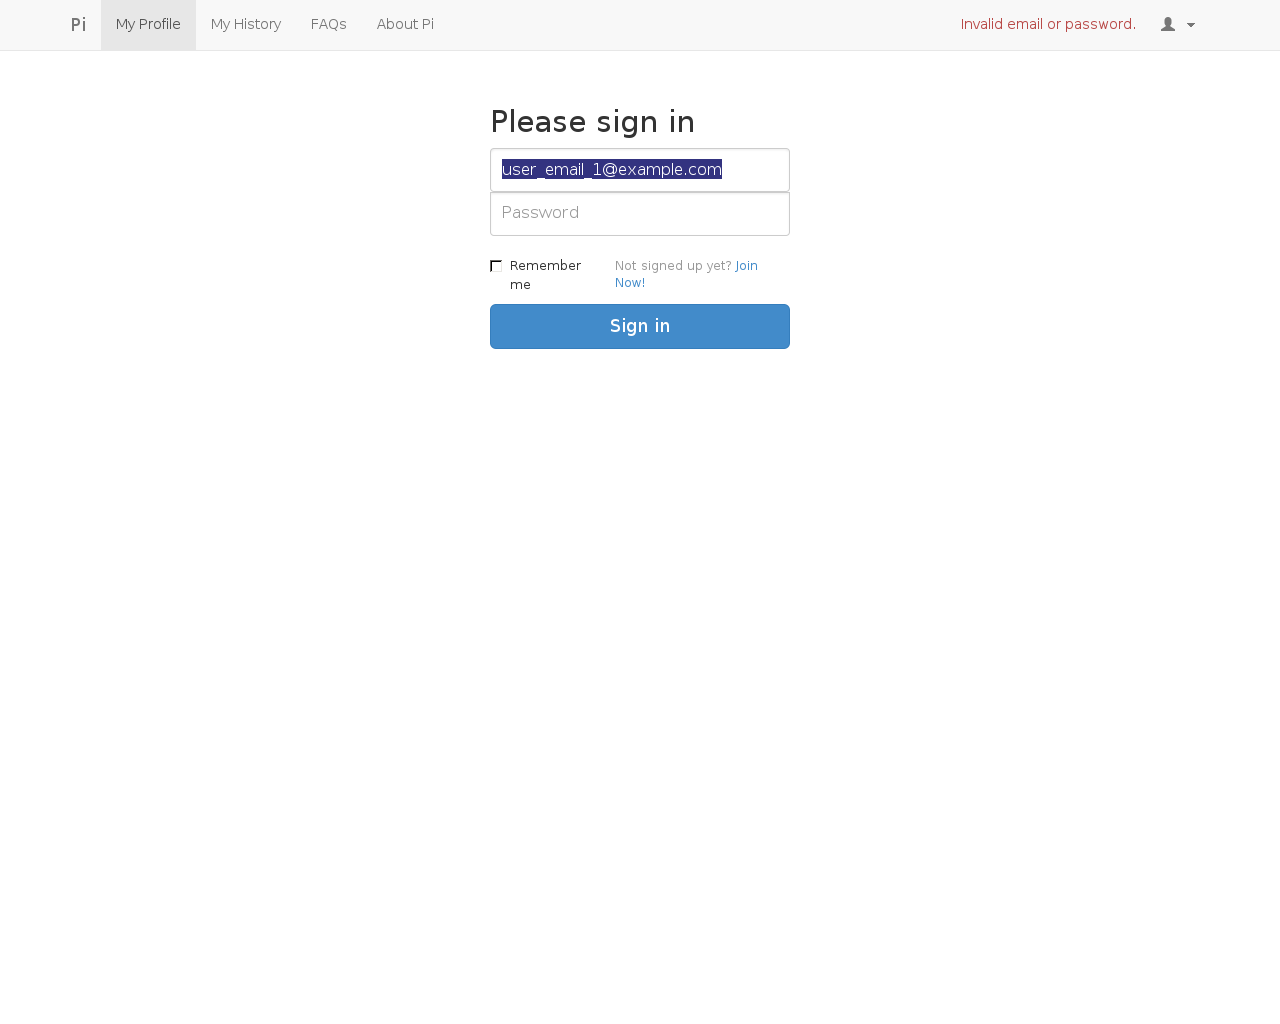 Pi My Profile My History FAQs About Pi Invalid email or password.
Please sign in
user_email_1@example.com
Password
Remember me
Not signed up yet? Join
Now!
Sign in